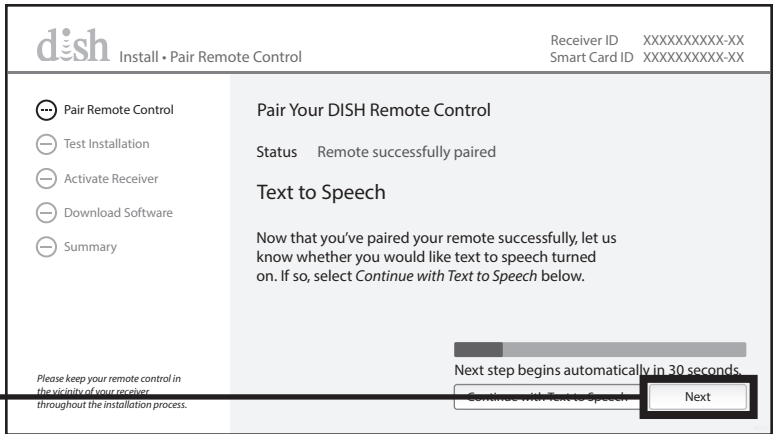 dish Install • Pair Remote Control
Receiver ID XXXXXXXXXX-XX
Smart Card ID XXXXXXXXXX-XX
Pair Remote Control
Test Installation
Activate Receiver
Download Software
Summary
Please keep your remote control in
the vicinity of your receiver
throughout the installation process.
Pair Your DISH Remote Control
Status Remote successfully paired
Text to Speech
Now that you've paired your remote successfully, let us
know whether you would like text to speech turned
on. If so, select Continue with Text to Speech below.
Next step begins automatically in 30 seconds.
Continue with Text to Speech
Next